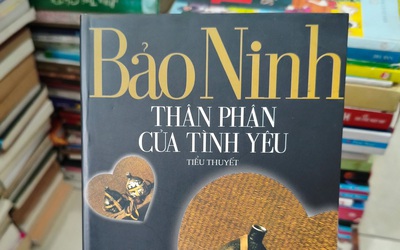 Bảo Ninh
THÂN PHẬN
CỦA TÌNH YÊU
TIỂU THUYẾT